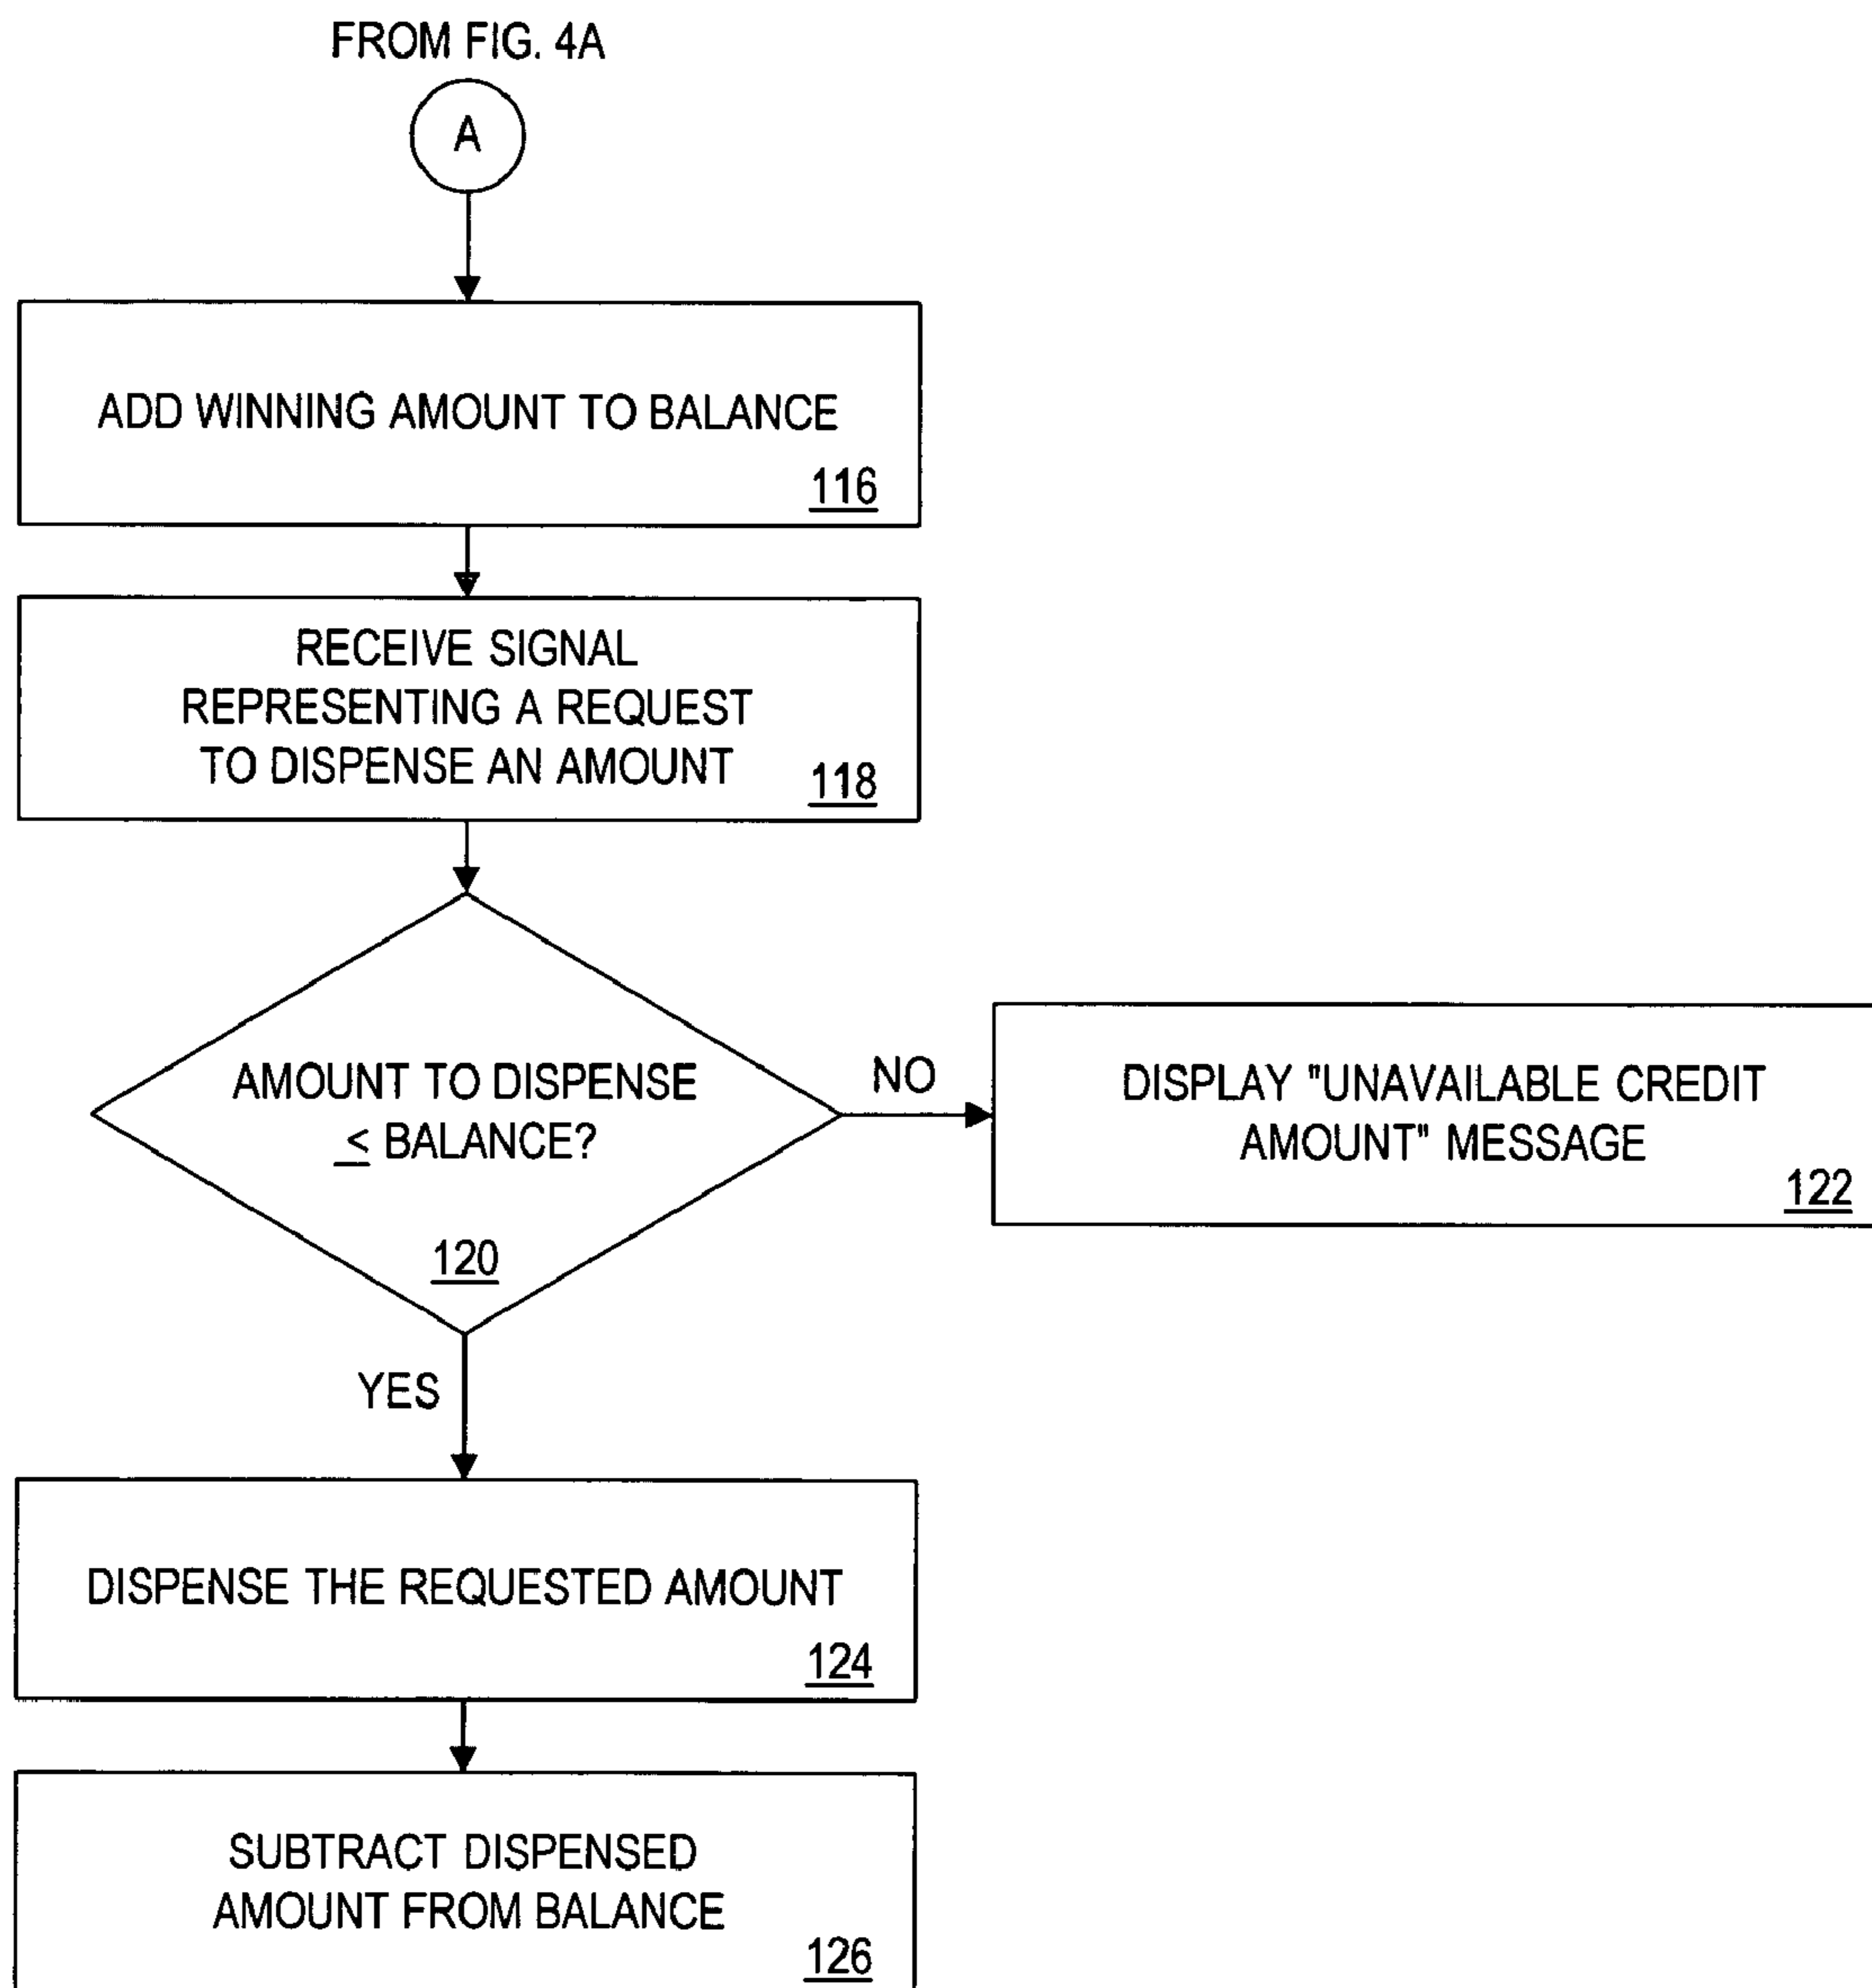 FROM FIG. 4A
A
ADD WINNING AMOUNT TO BALANCE
116
RECEIVE SIGNAL
REPRESENTING A REQUEST
TO DISPENSE AN AMOUNT
118
AMOUNT TO DISPENSE
≤ BALANCE?
120
NO
DISPLAY "UNAVAILABLE CREDIT
AMOUNT" MESSAGE
122
YES
DISPENSE THE REQUESTED AMOUNT
124
SUBTRACT DISPENSED
AMOUNT FROM BALANCE
126